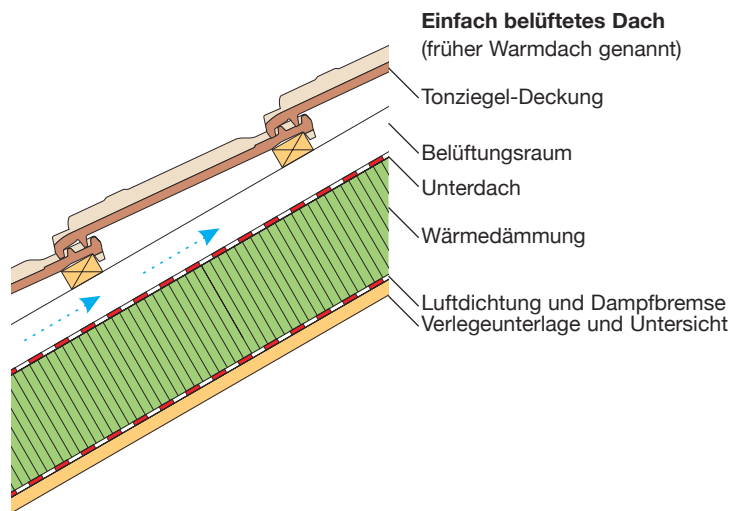 Einfach belüftetes Dach
(früher Warmdach genannt)
Tonziegel-Deckung
Belüftungsraum
Unterdach
Wärmedämmung
Luftdichtung und Dampfbremse
Verlegeunterlage und Untersicht